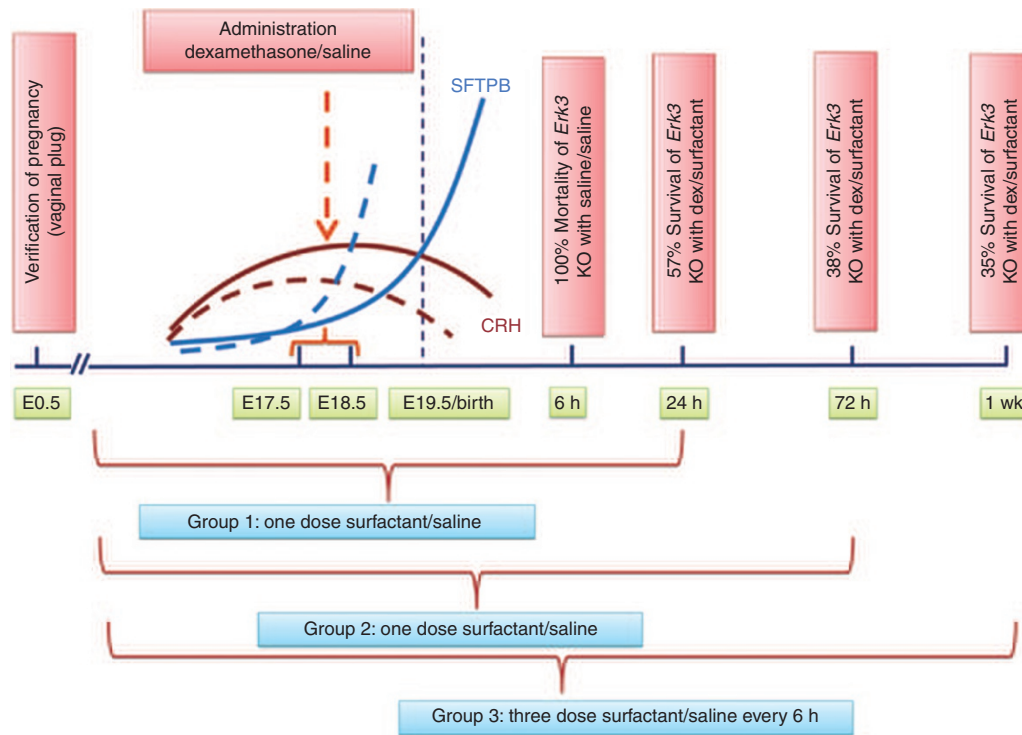 Administration
dexamethasone/saline
Verification of pregnancy
(vaginal plug)
SFTPB
CRH
100% Mortality of Erk3
KO with saline/saline
57% Survival of Erk3
KO with dex/surfactant
38% Survival of Erk3
KO with dex/surfactant
35% Survival of Erk3
KO with dex/surfactant
E0.5
E17.5
E18.5
E19.5/birth
6 h
24 h
72 h
1 wk
Group 1: one dose surfactant/saline
Group 2: one dose surfactant/saline
Group 3: three dose surfactant/saline every 6 h